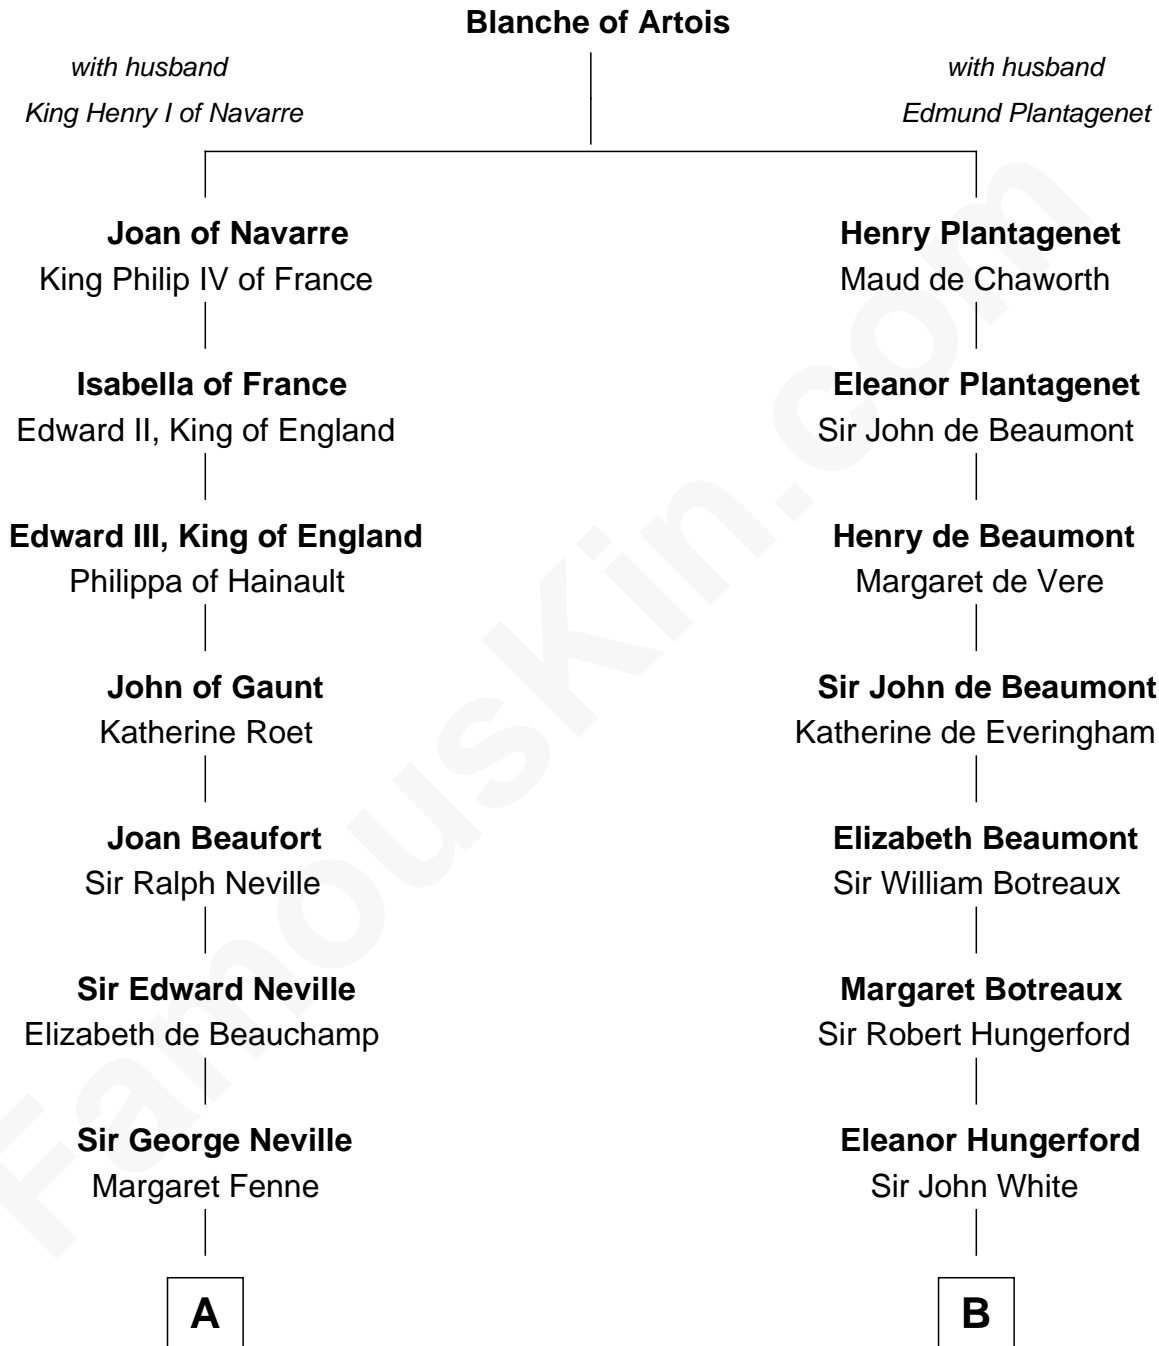 Blanche of Artois
with husband
King Henry I of Navarre
with husband
Edmund Plantagenet
Joan of Navarre
King Philip IV of France
Henry Plantagenet
Maud de Chaworth
Isabella of France
Edward II, King of England
Eleanor Plantagenet
Sir John de Beaumont
Edward III, King of England
Philippa of Hainault
Henry de Beaumont
Margaret de Vere
John of Gaunt
Katherine Roet
Sir John de Beaumont
Katherine de Everingham
Joan Beaufort
Sir Ralph Neville
Elizabeth Beaumont
Sir William Botreaux
Sir Edward Neville
Elizabeth de Beauchamp
Margaret Botreaux
Sir Robert Hungerford
Sir George Neville
Margaret Fenne
Eleanor Hungerford
Sir John White
A
B
FamousKin.com